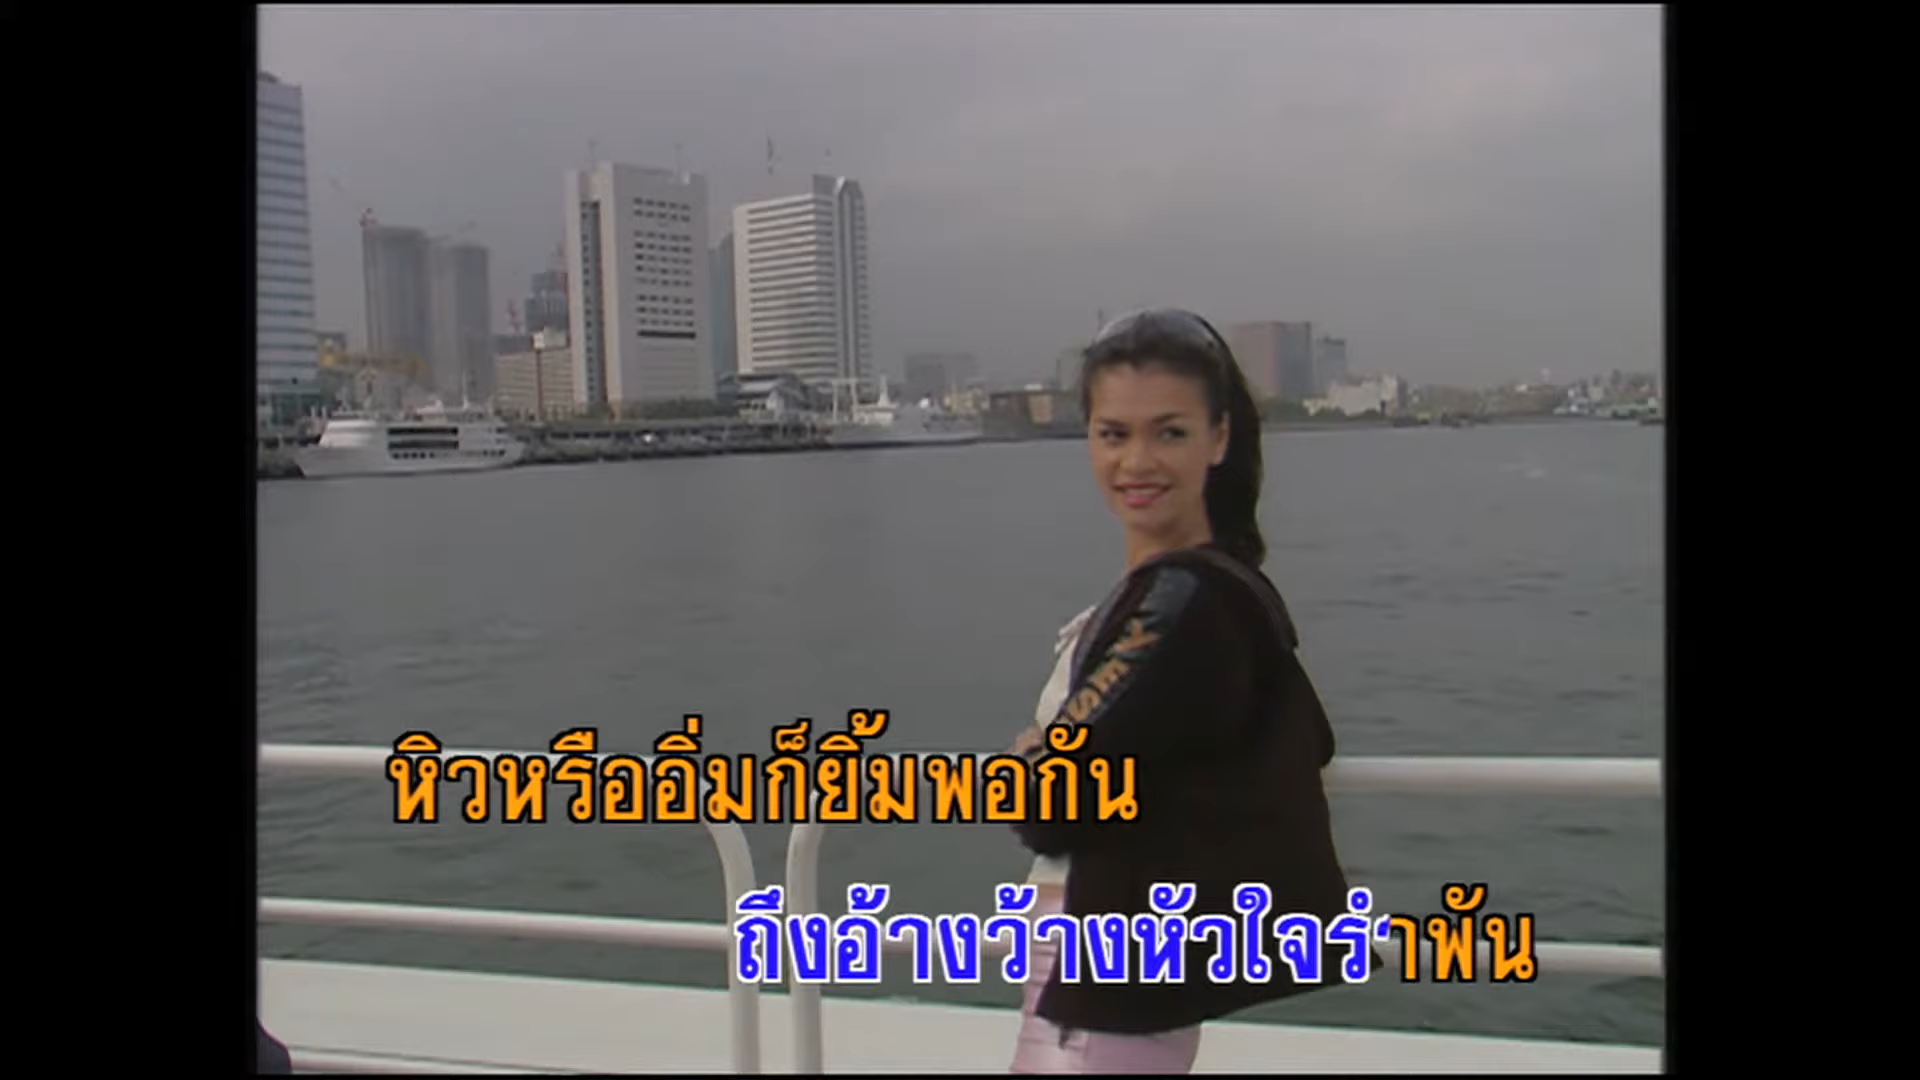 YES
หิวหรืออิ่มก็ยิ้มพอกัน
ถึงอ้างว้างหัวใจรำพัน